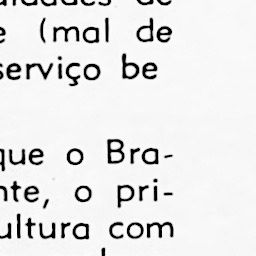 (mal de
serviço be
que o Bra-
nte, o pri-
ultura com